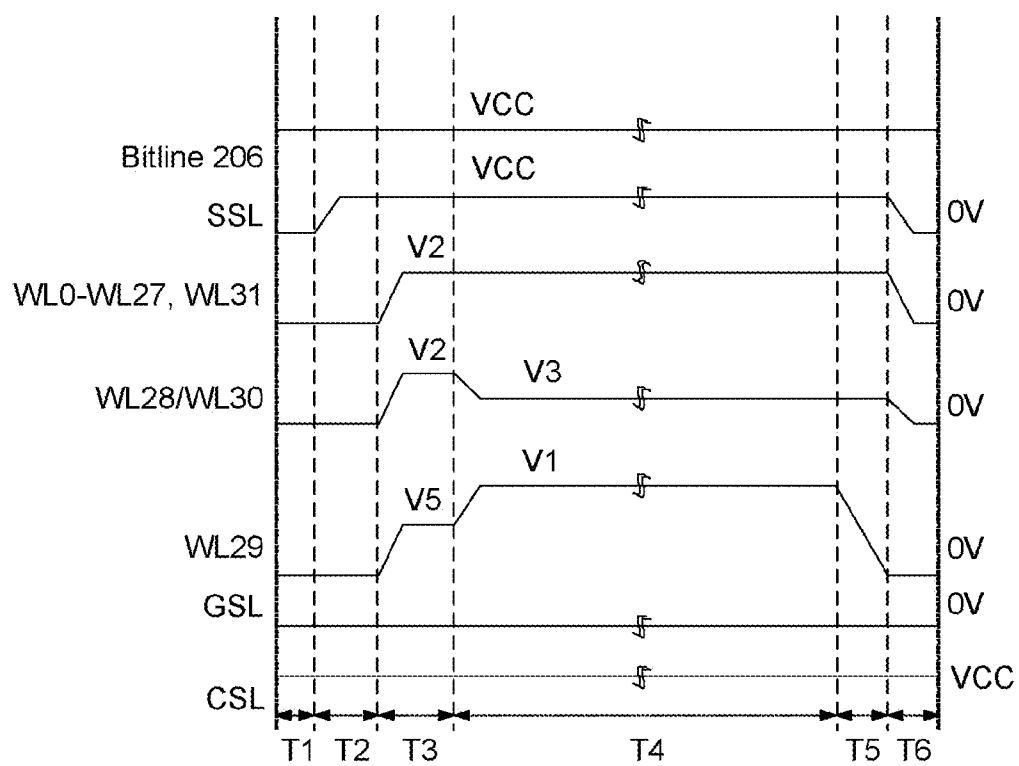 VCC
Bitline 206
VCC
SSL
0V
V2
WL0-WL27, WL31
0V
V2
V3
WL28/WL30
0V
V1
V5
WL29
0V
GSL
0V
CSL
VCC
T1 T2 T3 T4 T5 T6